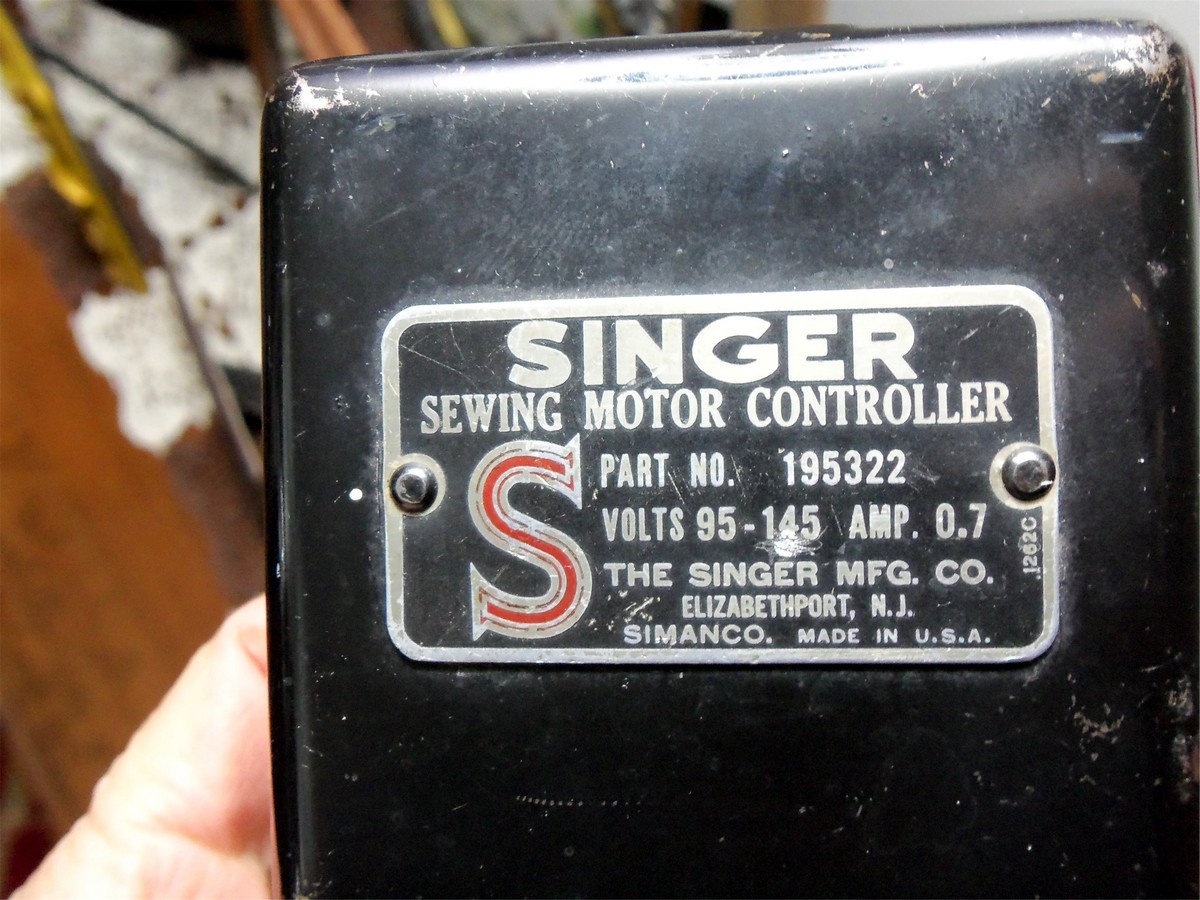 SINGER
SEWING MOTOR CONTROLLER
S
PART NO. 195322
VOLTS 95-145 AMP. 0.7
THE SINGER MFG. CO.
ELIZABETHPORT, N.J.
SIMANCO. MADE IN U.S.A.
1262C